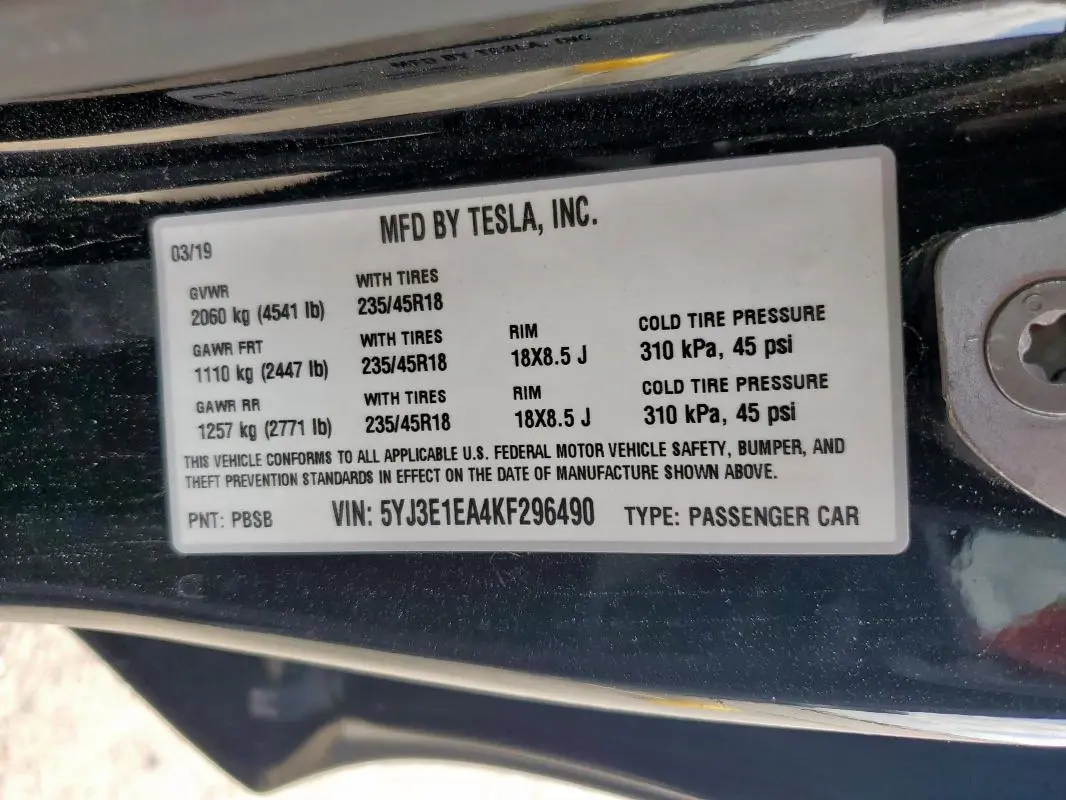 MFD BY TESLA, INC.
MFD BY TESLA, INC.
03/19
GVWR WITH TIRES
2060 kg (4541 lb) 235/45R18
GAWR FRT WITH TIRES RIM COLD TIRE PRESSURE
1110 kg (2447 lb) 235/45R18 18X8.5 J 310 kPa, 45 psi
GAWR RR WITH TIRES RIM COLD TIRE PRESSURE
1257 kg (2771 lb) 235/45R18 18X8.5 J 310 kPa, 45 psi
THIS VEHICLE CONFORMS TO ALL APPLICABLE U.S. FEDERAL MOTOR VEHICLE SAFETY, BUMPER, AND
THEFT PREVENTION STANDARDS IN EFFECT ON THE DATE OF MANUFACTURE SHOWN ABOVE.
PNT: PBSB VIN: 5YJ3E1EA4KF296490 TYPE: PASSENGER CAR